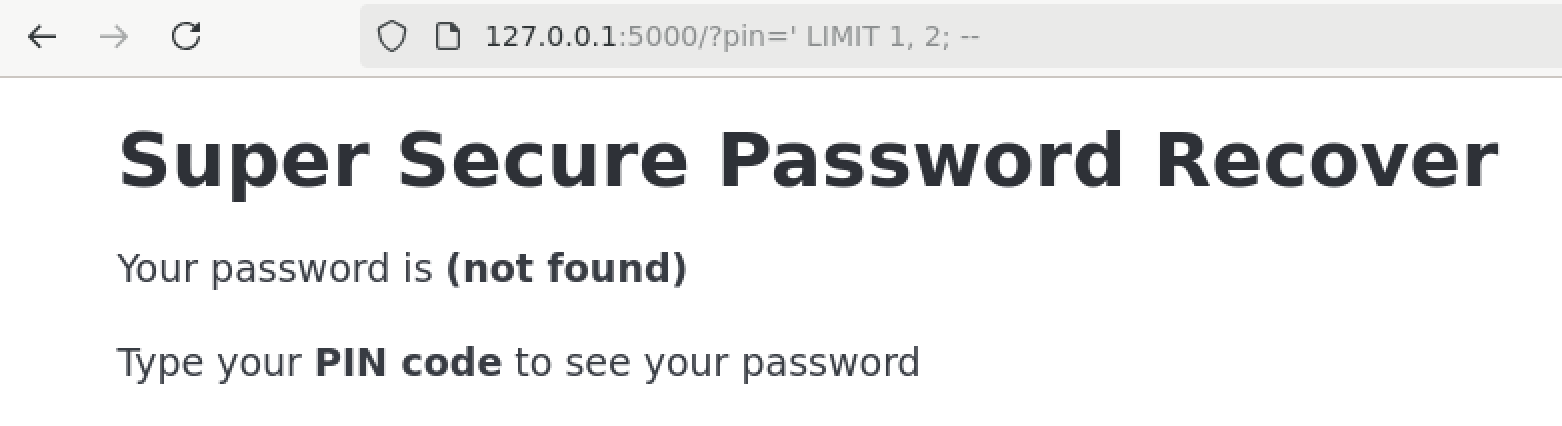 127.0.0.1:5000/?pin=' LIMIT 1, 2; --
Super Secure Password Recover
Your password is (not found)
Type your PIN code to see your password